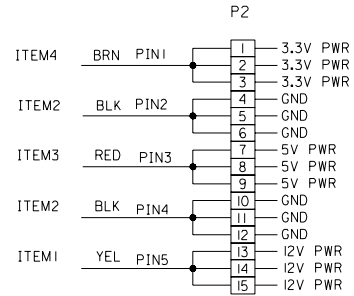 P2
1 3.3V PWR
ITEM4 BRN PIN1 2 3.3V PWR
3 3.3V PWR
4 GND
ITEM2 BLK PIN2 5 GND
6 GND
7 5V PWR
ITEM3 RED PIN3 8 5V PWR
9 5V PWR
10 GND
ITEM2 BLK PIN4 11 GND
12 GND
13 12V PWR
ITEM1 YEL PIN5 14 12V PWR
15 12V PWR